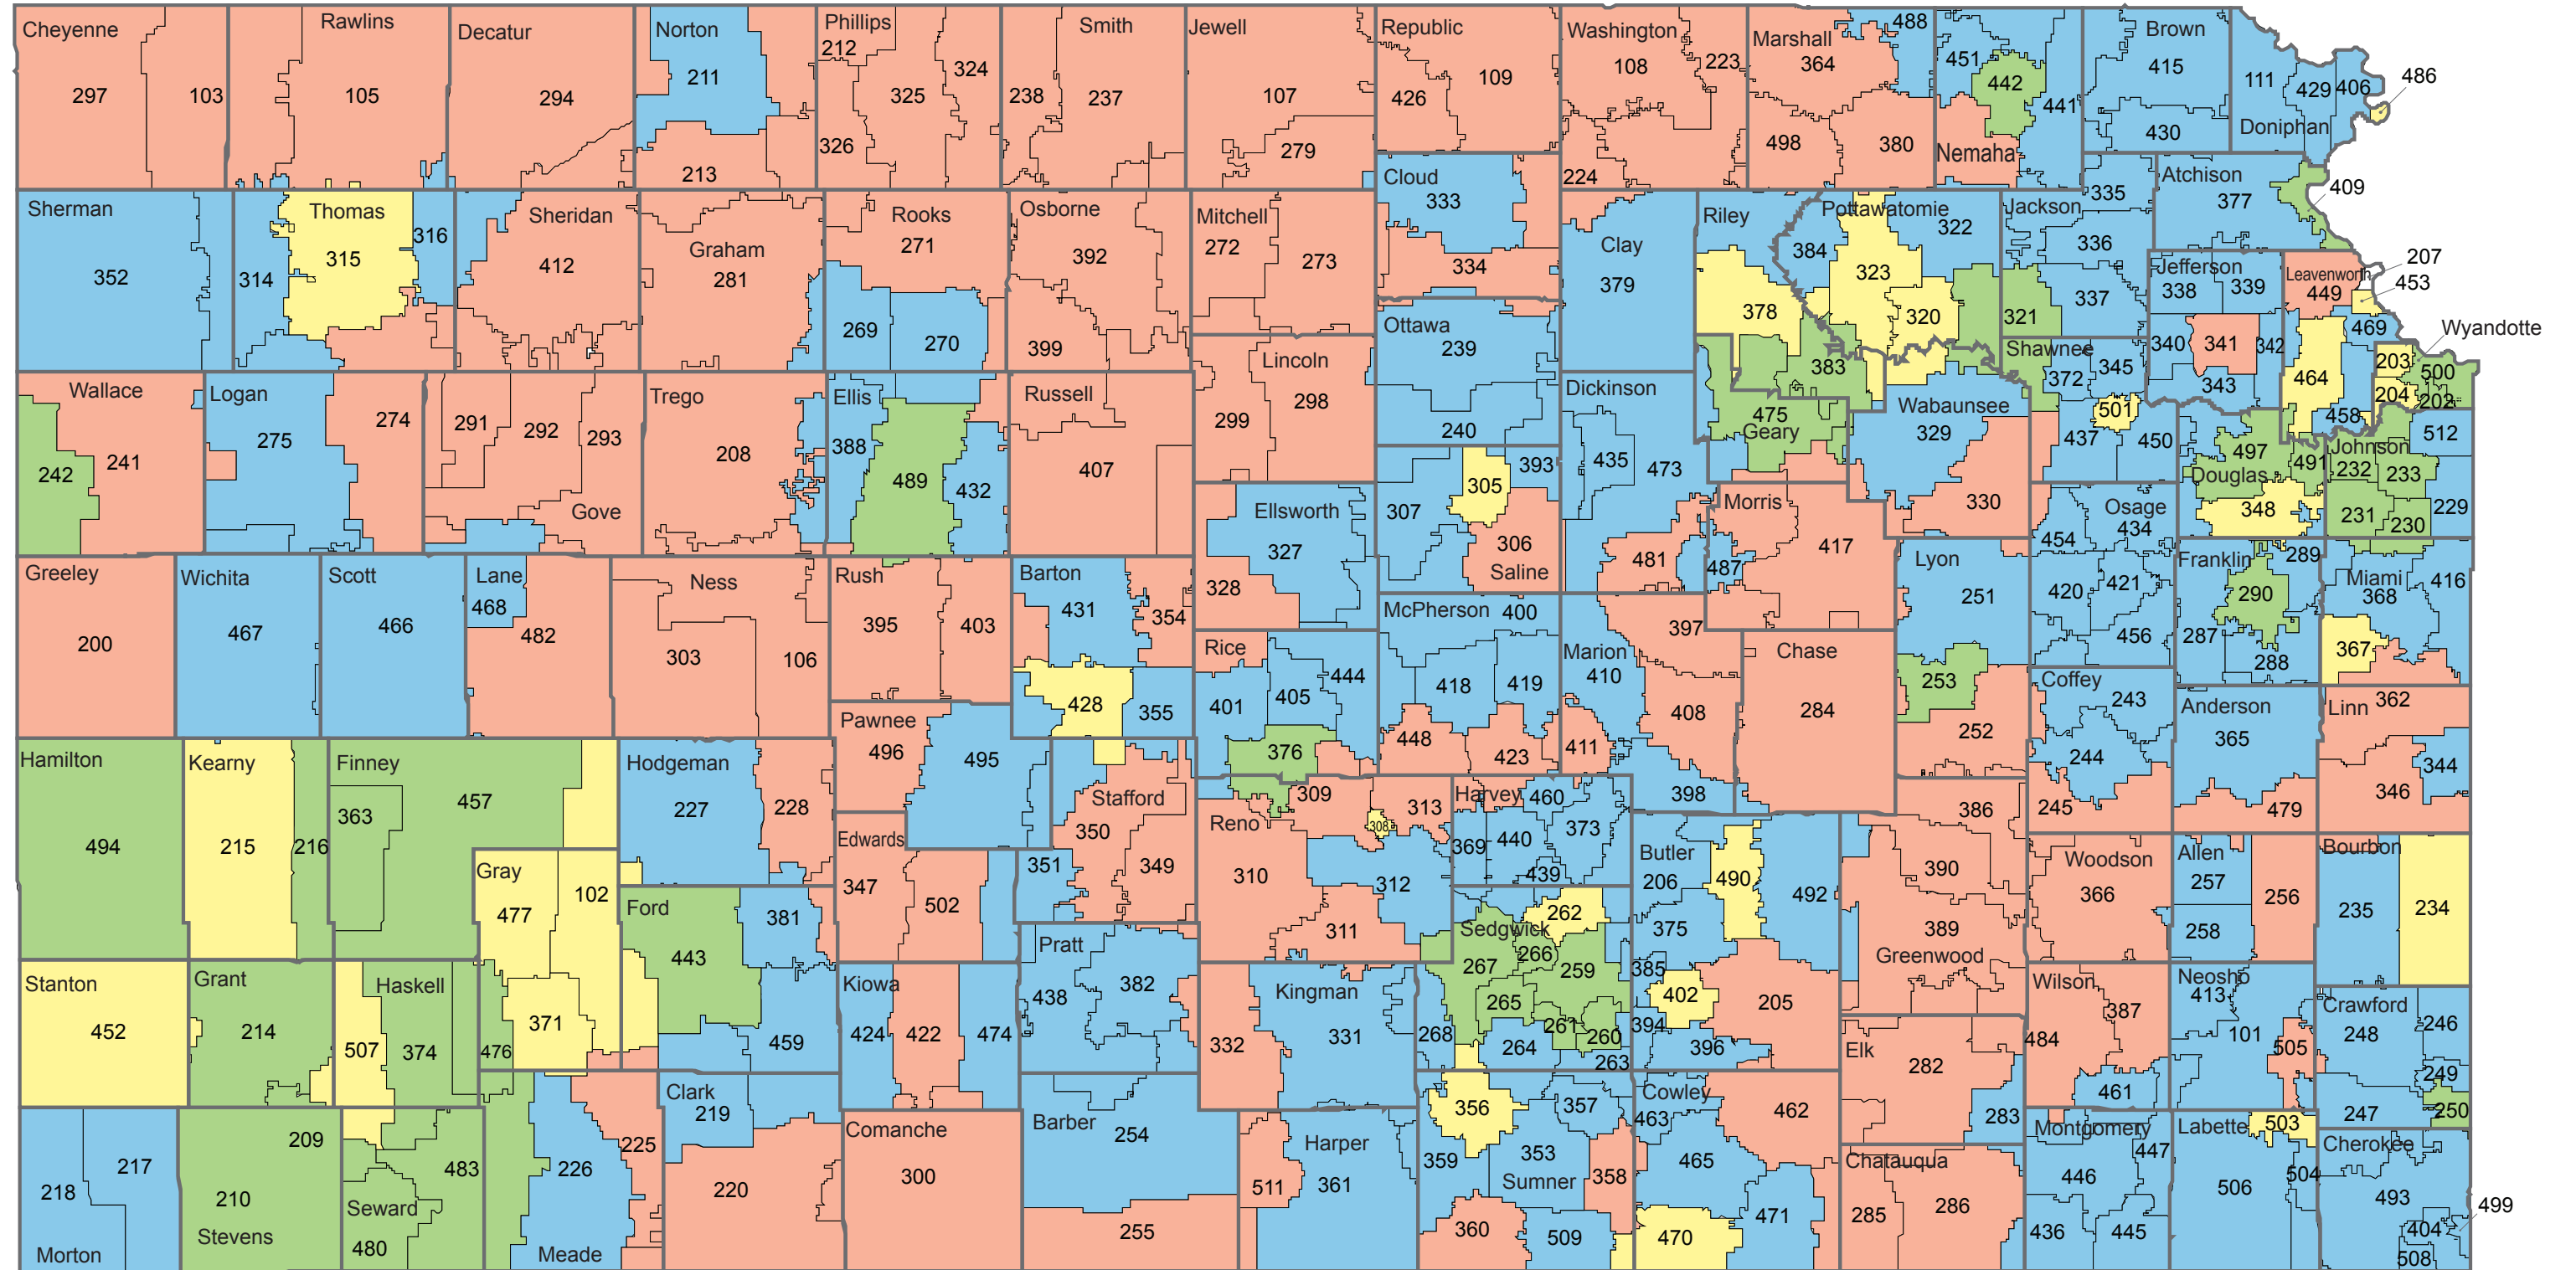 Cheyenne
297
103
Rawlins
105
Decatur
294
Norton
211
213
Phillips
212
324
325
326
Smith
238
237
Jewell
107
279
Republic
109
426
Washington
108
223
224
Marshall
364
488
498
380
451
442
441
Nemaha
Brown
415
430
111
429
406
Doniphan
486
Sherman
352
Thomas
314
315
316
Sheridan
412
Graham
281
Rooks
271
269
270
Osborne
392
399
Mitchell
272
273
Cloud
333
334
Clay
379
Riley
378
Pottawatomie
384
322
323
320
383
Jackson
335
336
337
321
Atchison
377
409
Jefferson
338
339
340
341
342
343
Leavenworth
449
207
453
469
464
458
Wyandotte
203
500
204
202
Ottawa
239
240
Lincoln
299
298
Shawnee
372
345
501
437
450
Wallace
242
241
Logan
275
274
291
292
293
Gove
Trego
208
Ellis
388
489
432
Russell
407
Dickinson
435
473
481
487
475
Geary
Wabaunsee
329
330
497
491
Douglas
348
Johnson
512
232
233
229
231
230
393
305
307
306
Saline
Ellsworth
327
328
Morris
417
Osage
434
454
420
421
456
Franklin
289
290
287
288
Miami
368
416
367
Greeley
200
Wichita
467
Scott
466
Lane
468
482
Ness
303
106
Rush
395
403
Barton
431
354
428
355
Rice
444
401
405
376
McPherson
400
418
419
448
423
Marion
397
410
408
411
398
Chase
284
Lyon
251
253
252
Coffey
243
244
245
Anderson
365
479
Linn
362
344
346
Pawnee
496
495
Hamilton
494
Kearny
215
216
Finney
363
457
Hodgeman
227
228
Stafford
350
349
351
Edwards
347
502
Reno
309
308
313
310
312
311
Harvey
460
369
440
373
439
Butler
206
490
492
375
385
402
205
394
396
386
390
389
Greenwood
Woodson
366
Allen
257
256
258
Bourbon
235
234
Gray
477
102
371
476
Ford
381
443
459
Pratt
438
382
Sedgwick
262
266
267
259
265
261
260
268
264
263
Stanton
452
Grant
214
Haskell
507
374
Kiowa
424
422
474
Kingman
332
331
Wilson
387
484
461
Neosho
413
101
505
Crawford
248
246
249
247
250
Elk
282
283
Clark
219
220
Comanche
300
Barber
254
255
Harper
511
361
356
357
359
353
Sumner
358
360
509
Cowley
463
462
465
470
471
Chatauqua
285
286
Montgomery
447
446
436
445
Labette
503
504
506
Cherokee
493
499
404
508
218
217
Morton
209
210
Stevens
483
Seward
480
226
225
Meade